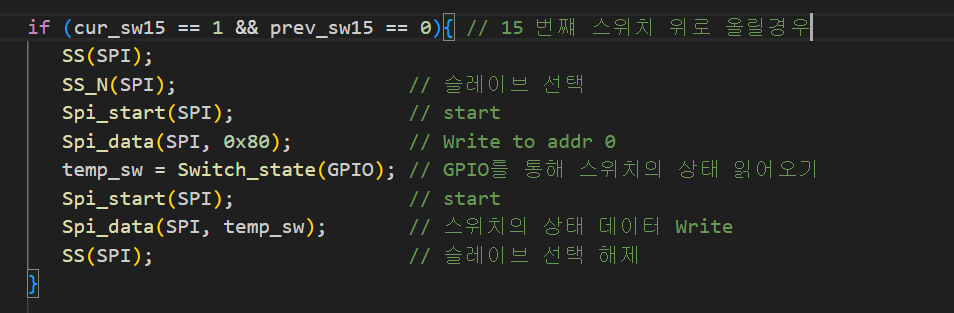 if (cur_sw15 == 1 && prev_sw15 == 0){ // 15 번째 스위치 위로 올릴경우
SS(SPI);
SS_N(SPI); // 슬레이브 선택
Spi_start(SPI); // start
Spi_data(SPI, 0x80); // Write to addr 0
temp_sw = Switch_state(GPIO); // GPIO를 통해 스위치의 상태 읽어오기
Spi_start(SPI); // start
Spi_data(SPI, temp_sw); // 스위치의 상태 데이터 Write
SS(SPI); // 슬레이브 선택 해제
}